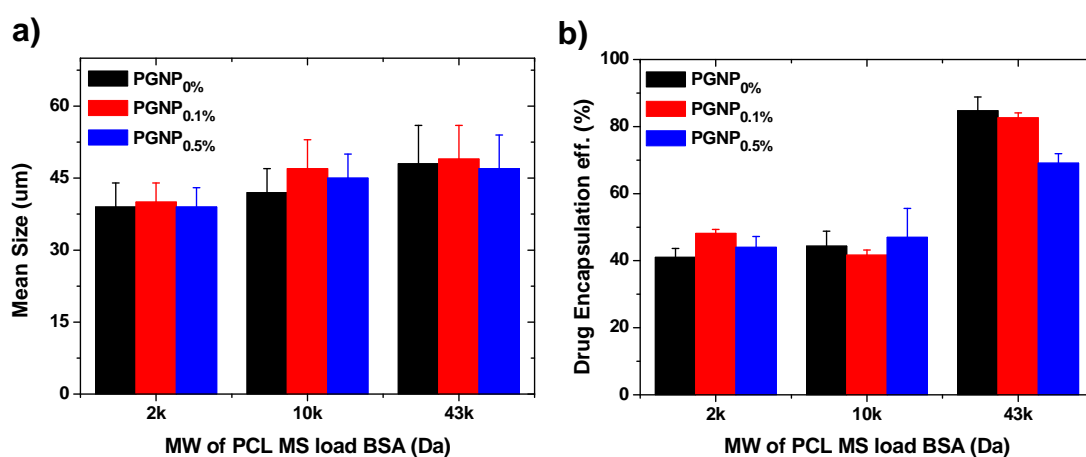 a)
PGNP0%
PGNP0.1%
PGNP0.5%
60
45
30
15
0
Mean Size (um)
2k 10k 43k
MW of PCL MS load BSA (Da)
b)
PGNP0%
PGNP0.1%
PGNP0.5%
100
80
60
40
20
0
Drug Encapsulation eff. (%)
2k 10k 43k
MW of PCL MS load BSA (Da)